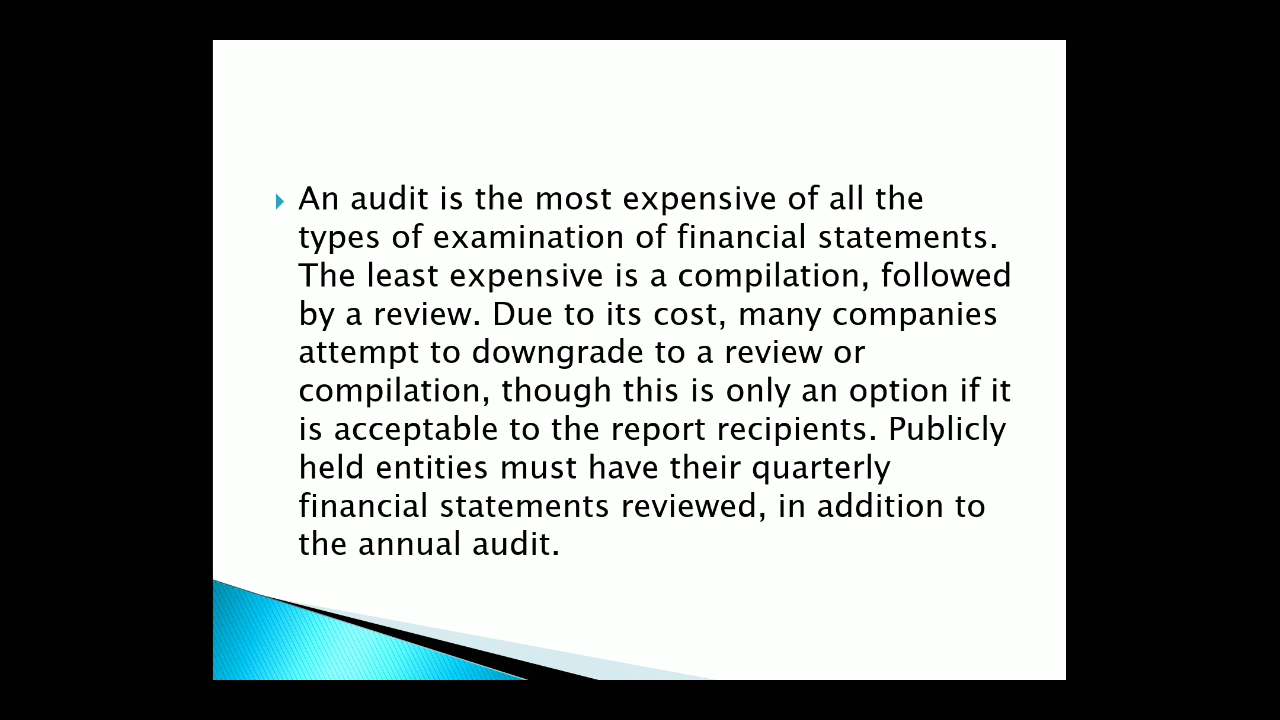 An audit is the most expensive of all the
types of examination of financial statements.
The least expensive is a compilation, followed
by a review. Due to its cost, many companies
attempt to downgrade to a review or
compilation, though this is only an option if it
is acceptable to the report recipients. Publicly
held entities must have their quarterly
financial statements reviewed, in addition to
the annual audit.